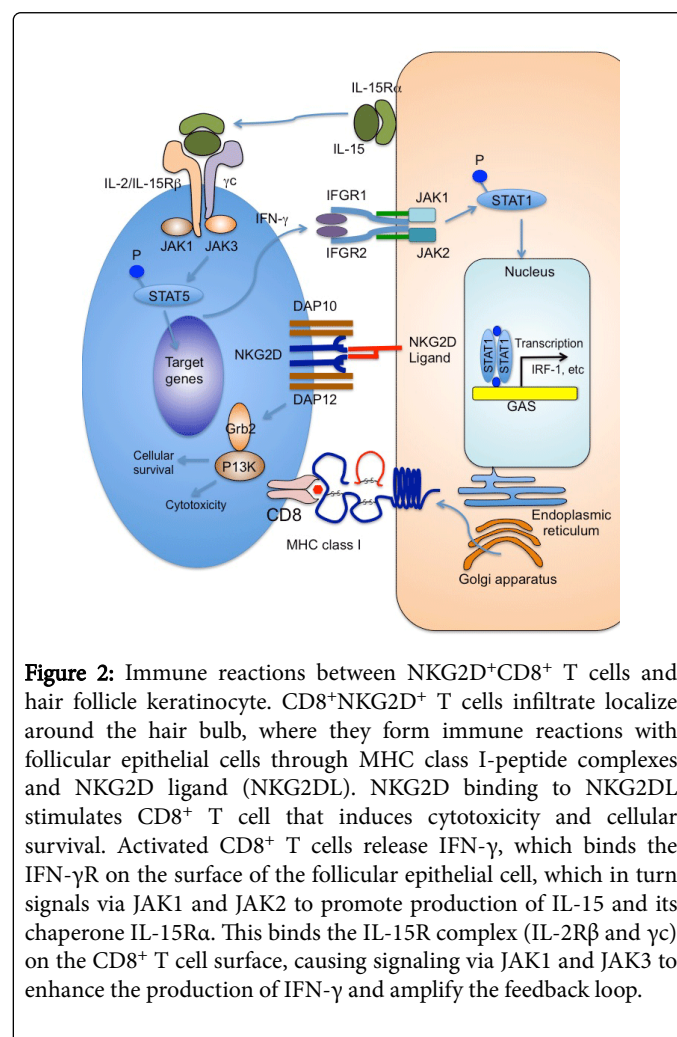 IL-15Rα
IL-15
IL-2/IL-15Rβ
γc
IFN-γ
IFGR1
JAK1
P
STAT1
JAK1
JAK3
IFGR2
JAK2
P
STAT5
Nucleus
DAP10
Target
genes
NKG2D
NKG2D
Ligand
STAT1
STAT1
Transcription
IRF-1, etc
GAS
DAP12
Grb2
Cellular
survival
P13K
Cytotoxicity
CD8
-s-s-
-s-s-
MHC class I
Endoplasmic
reticulum
Golgi apparatus
Figure 2: Immune reactions between NKG2D+CD8+ T cells and
hair follicle keratinocyte. CD8+NKG2D+ T cells infiltrate localize
around the hair bulb, where they form immune reactions with
follicular epithelial cells through MHC class I-peptide complexes
and NKG2D ligand (NKG2DL). NKG2D binding to NKG2DL
stimulates CD8+ T cell that induces cytotoxicity and cellular
survival. Activated CD8+ T cells release IFN-γ, which binds the
IFN-γR on the surface of the follicular epithelial cell, which in turn
signals via JAK1 and JAK2 to promote production of IL-15 and its
chaperone IL-15Rα. This binds the IL-15R complex (IL-2Rβ and γc)
on the CD8+ T cell surface, causing signaling via JAK1 and JAK3 to
enhance the production of IFN-γ and amplify the feedback loop.